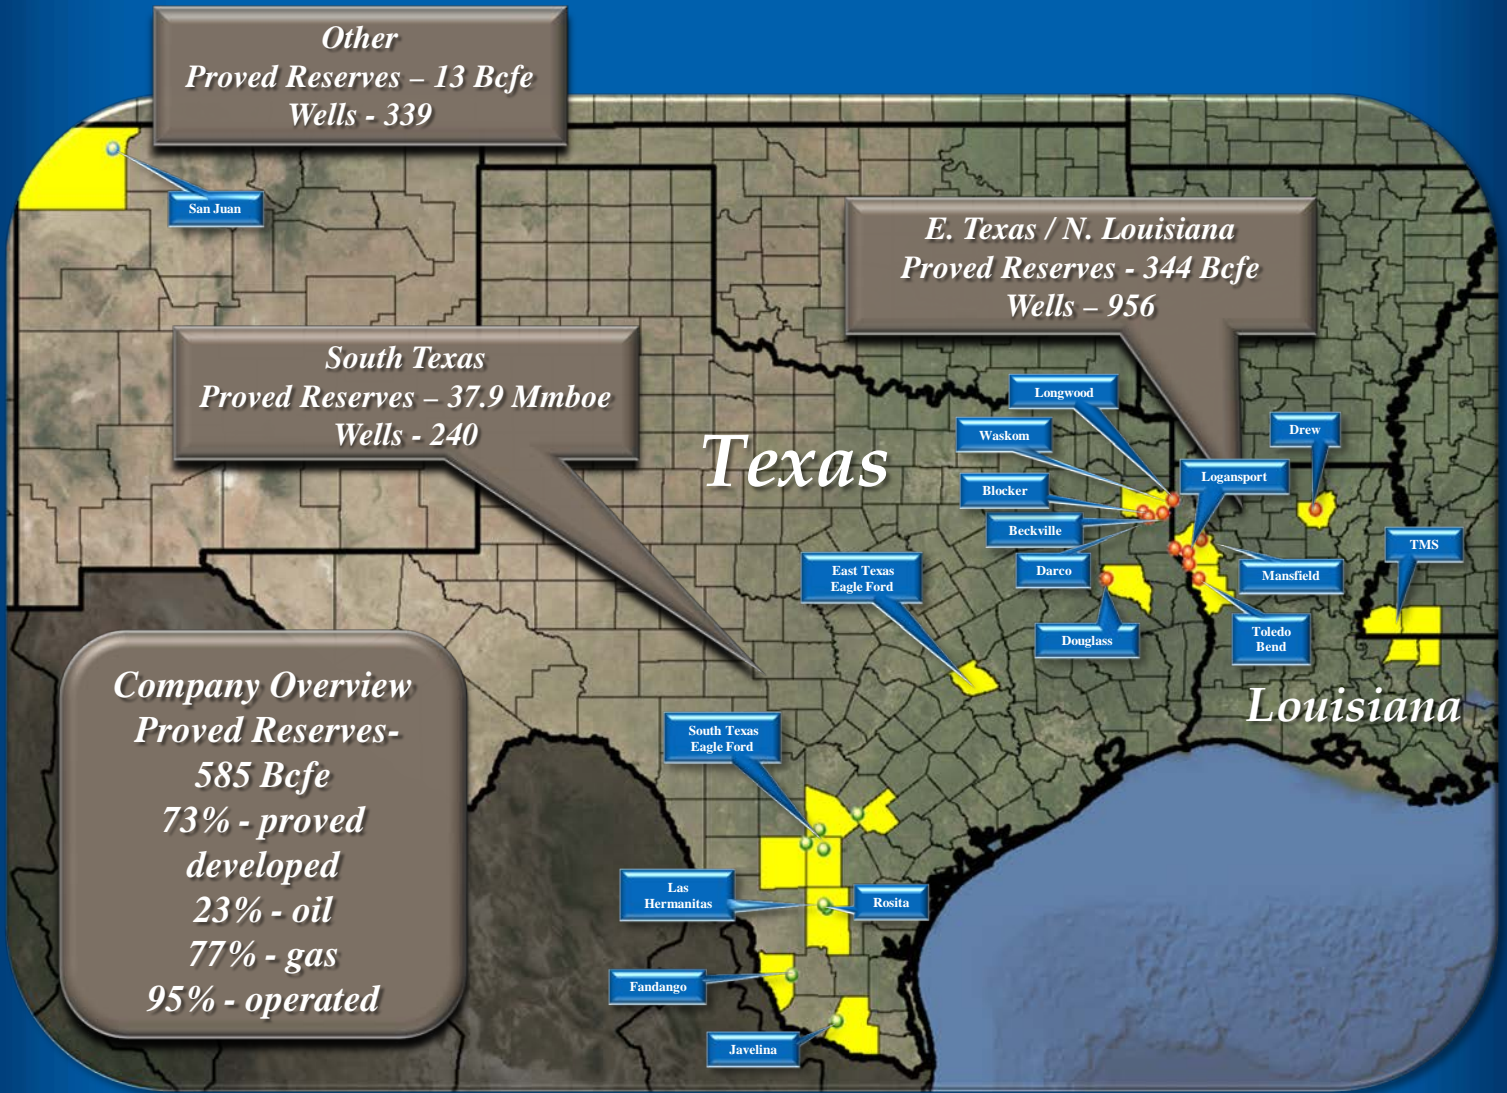 Other
Proved Reserves – 13 Bcfe
Wells - 339
San Juan
E. Texas / N. Louisiana
Proved Reserves - 344 Bcfe
Wells – 956
South Texas
Proved Reserves – 37.9 Mmboe
Wells - 240
Texas
Longwood
Waskom
Drew
Logansport
Blocker
Beckville
TMS
Darco
Mansfield
East Texas
Eagle Ford
Douglass
Toledo
Bend
Louisiana
Company Overview
Proved Reserves-
585 Bcfe
73% - proved
developed
23% - oil
77% - gas
95% - operated
South Texas
Eagle Ford
Las
Hermanitas
Rosita
Fandango
Javelina